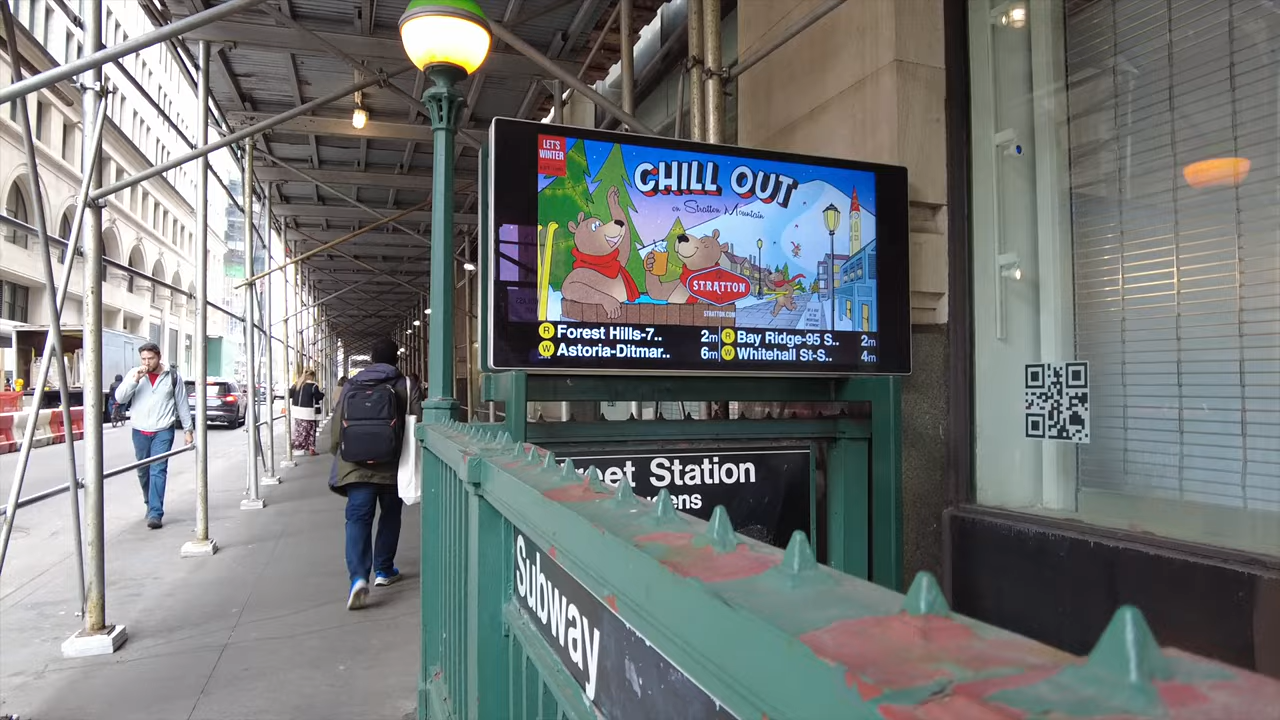 LET'S
WINTER
CHILL OUT
on Stratton Mountain
STRATTON
STRATTON.COM
R Forest Hills-7.. 2m
R Bay Ridge-95 S.. 2m
W Astoria-Ditmar.. 6m
W Whitehall St-S.. 4m
reet Station
ens
Subway